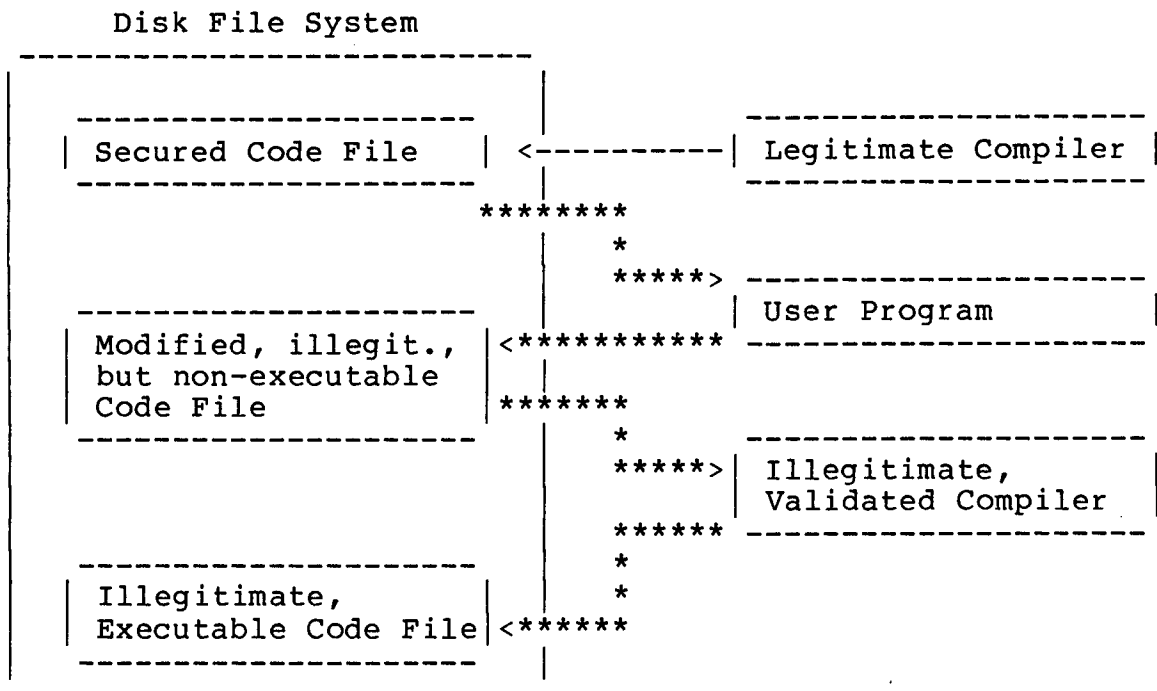 Disk File System
Secured Code File
Legitimate Compiler
User Program
Modified, illegit.,
but non-executable
Code File
Illegitimate,
Validated Compiler
Illegitimate,
Executable Code File